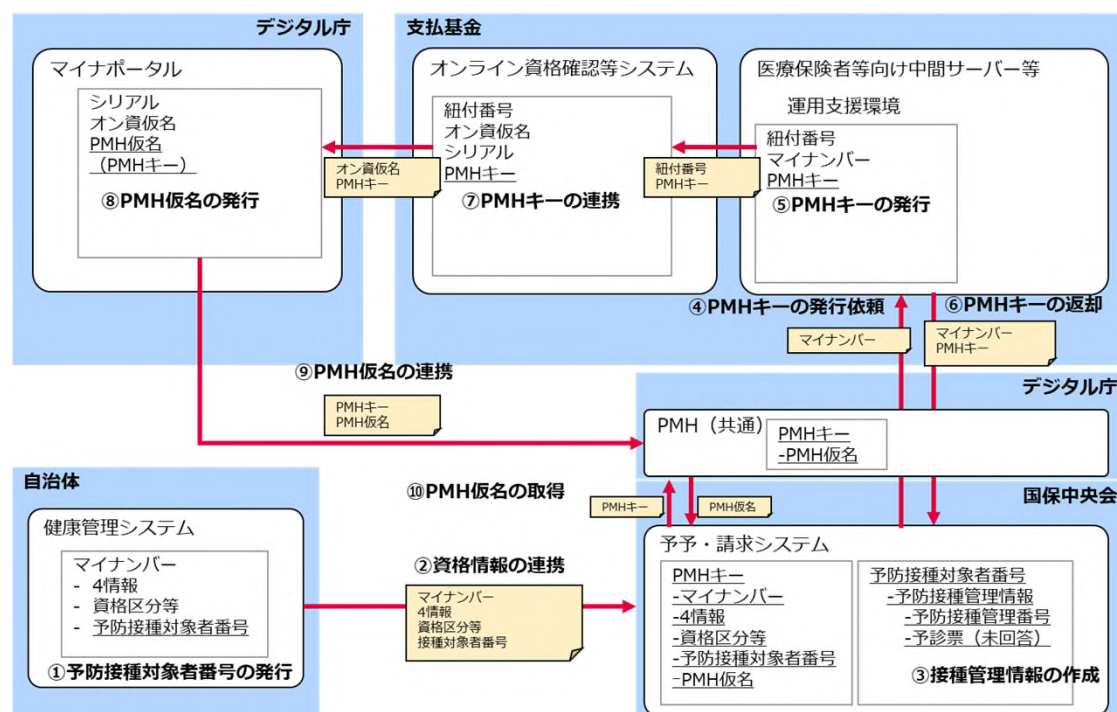 デジタル庁
マイナポータル
シリアル
オン資仮名
PMH仮名
（PMHキー）
⑧PMH仮名の発行
オン資仮名
PMHキー
支払基金
オンライン資格確認等システム
紐付番号
オン資仮名
シリアル
PMHキー
⑦PMHキーの連携
紐付番号
PMHキー
医療保険者等向け中間サーバー等
運用支援環境
紐付番号
マイナンバー
PMHキー
⑤PMHキーの発行
④PMHキーの発行依頼
マイナンバー
⑥PMHキーの返却
マイナンバー
PMHキー
⑨PMH仮名の連携
PMHキー
PMH仮名
デジタル庁
PMH（共通）
PMHキー
-PMH仮名
自治体
健康管理システム
マイナンバー
- 4情報
- 資格区分等
- 予防接種対象者番号
①予防接種対象者番号の発行
②資格情報の連携
マイナンバー
4情報
資格区分等
接種対象者番号
⑩PMH仮名の取得
PMHキー
PMH仮名
国保中央会
予予・請求システム
PMHキー
-マイナンバー
-4情報
-資格区分等
-予防接種対象者番号
-PMH仮名
予防接種対象者番号
-予防接種管理情報
-予防接種管理番号
-予診票（未回答）
③接種管理情報の作成